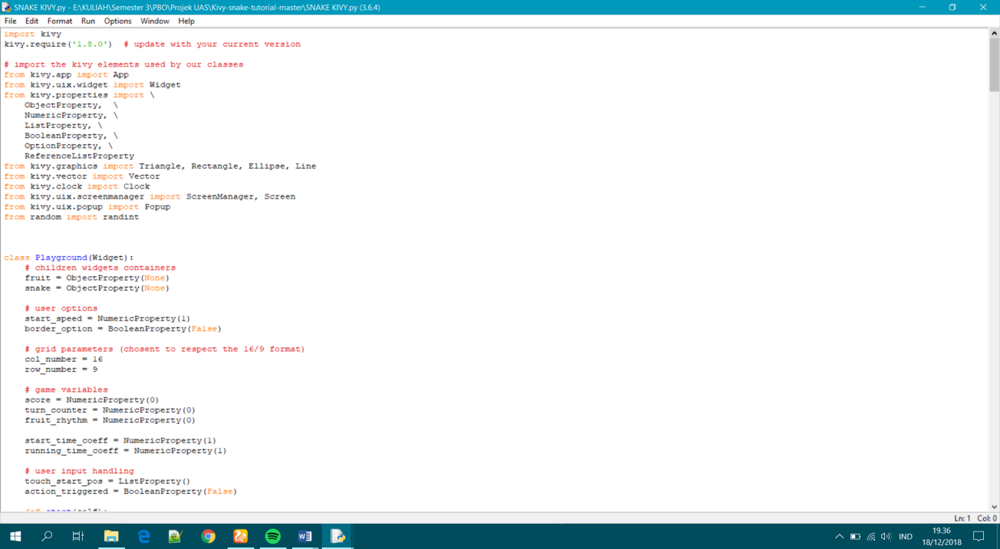 SNAKE KIVY.py - E:\KULIAH\Semester 3\PBO\Projek UAS\Kivy-snake-tutorial-master\SNAKE KIVY.py (3.6.4)
File Edit Format Run Options Window Help
import kivy
kivy.require('1.8.0')  # update with your current version
# import the kivy elements used by our classes
from kivy.app import App
from kivy.uix.widget import Widget
from kivy.properties import \
    ObjectProperty,  \
    NumericProperty, \
    ListProperty, \
    BooleanProperty, \
    OptionProperty, \
    ReferenceListProperty
from kivy.graphics import Triangle, Rectangle, Ellipse, Line
from kivy.vector import Vector
from kivy.clock import Clock
from kivy.uix.screenmanager import ScreenManager, Screen
from kivy.uix.popup import Popup
from random import randint
class Playground(Widget):
    # children widgets containers
    fruit = ObjectProperty(None)
    snake = ObjectProperty(None)
    # user options
    start_speed = NumericProperty(1)
    border_option = BooleanProperty(False)
    # grid parameters (chosent to respect the 16/9 format)
    col_number = 16
    row_number = 9
    # game variables
    score = NumericProperty(0)
    turn_counter = NumericProperty(0)
    fruit_rhythm = NumericProperty(0)
    start_time_coeff = NumericProperty(1)
    running_time_coeff = NumericProperty(1)
    # user input handling
    touch_start_pos = ListProperty()
    action_triggered = BooleanProperty(False)
    def start(self):
Ln: 1 Col: 0
IND
19.36
18/12/2018